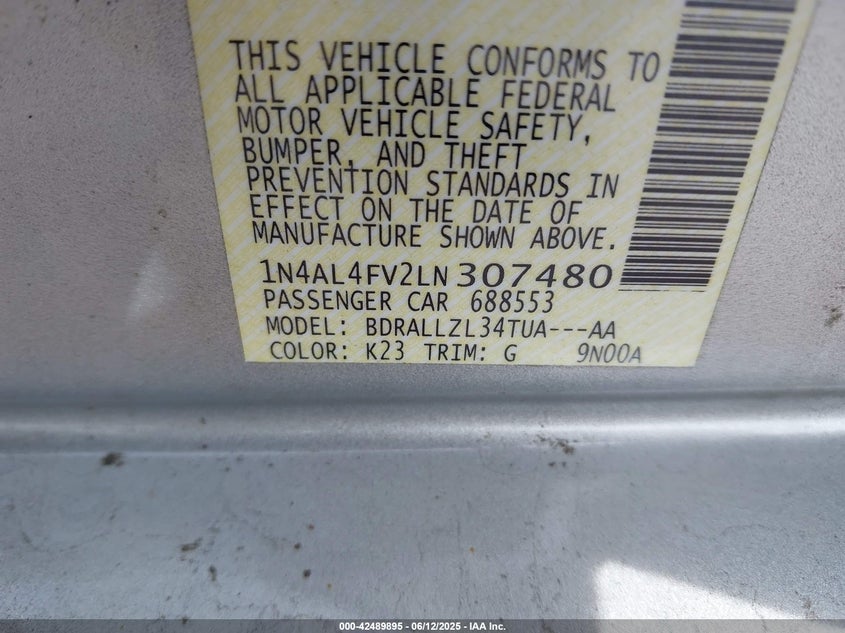 THIS VEHICLE CONFORMS TO
ALL APPLICABLE FEDERAL
MOTOR VEHICLE SAFETY,
BUMPER, AND THEFT
PREVENTION STANDARDS IN
EFFECT ON THE DATE OF
MANUFACTURE SHOWN ABOVE.
1N4AL4FV2LN307480
PASSENGER CAR 688553
MODEL: BDRALLZL34TUA---AA
COLOR: K23 TRIM: G 9N00A
000-42489895 - 06/12/2025 - IAA Inc.